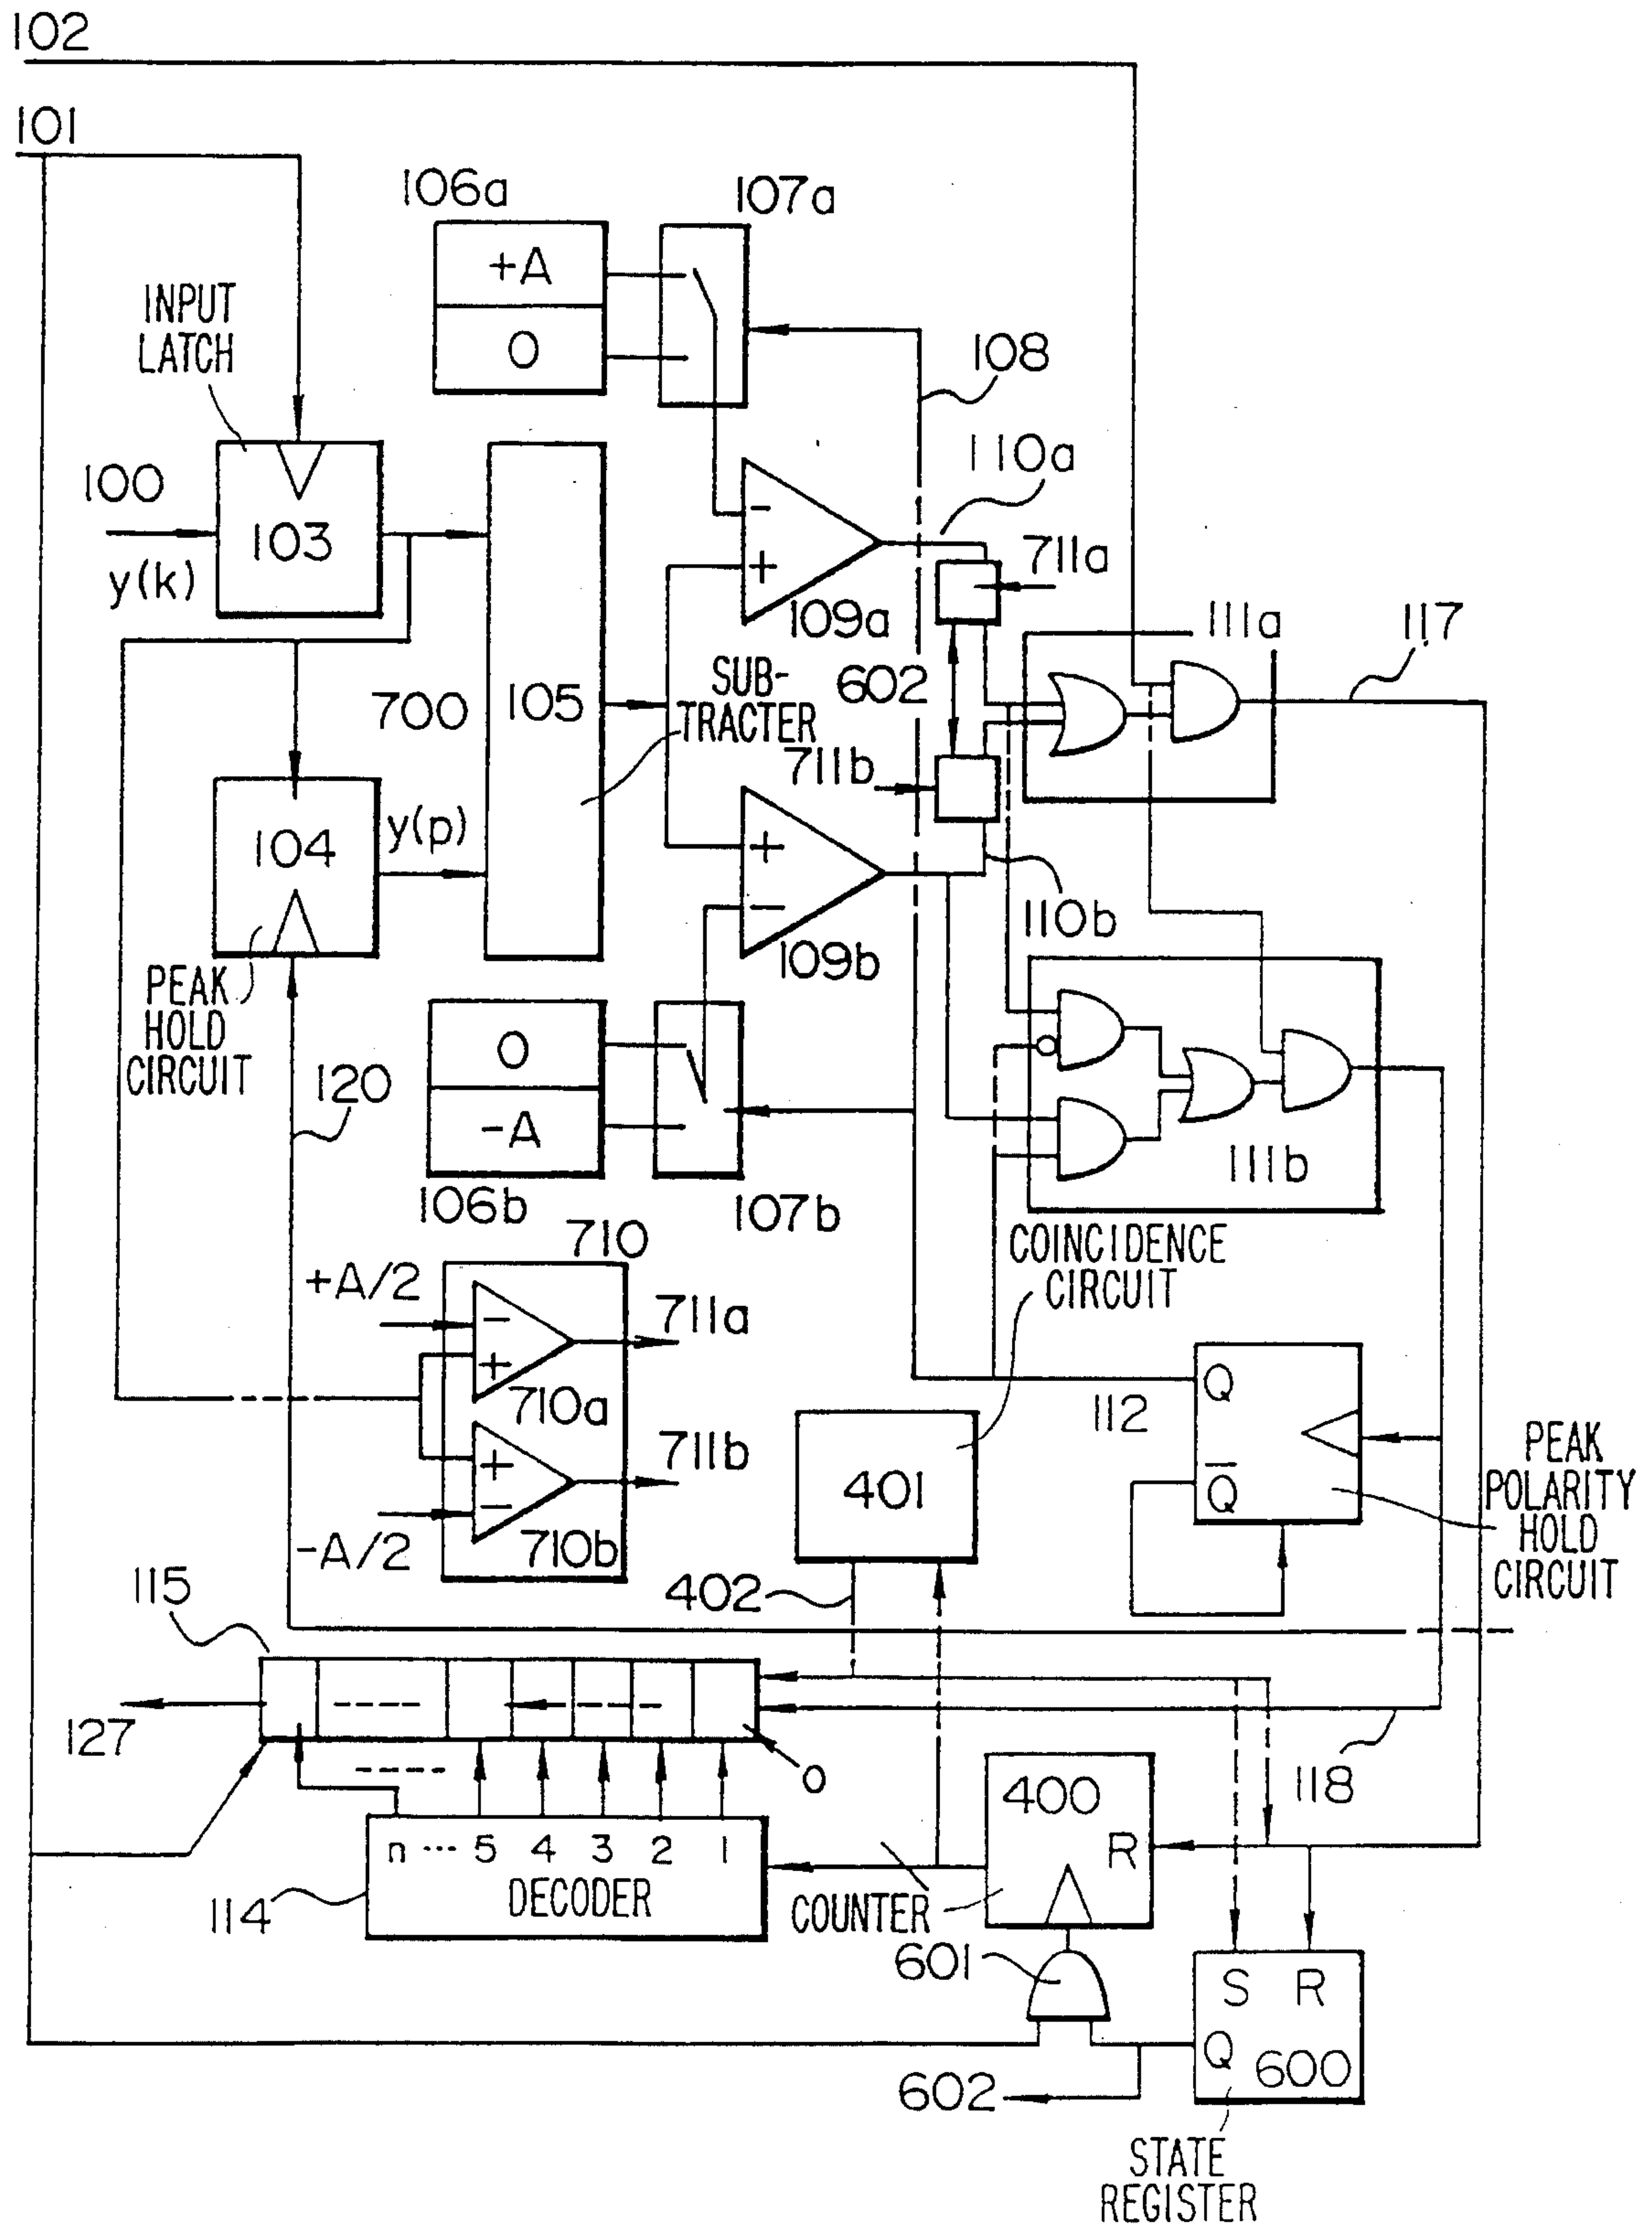 102
101
106a
107a
+A
0
INPUT
LATCH
108
110a
100
103
y(k)
-
+
109a
711a
111a
117
602
SUB-
TRACTER
700
105
711b
104
y(p)
+
-
109b
110b
PEAK
HOLD
CIRCUIT
120
0
-A
106b
107b
111b
COINCIDENCE
CIRCUIT
710
+A/2
-
+
710a
711a
+
-
710b
711b
-A/2
112
Q
Q̅
PEAK
POLARITY
HOLD
CIRCUIT
401
402
115
127
0
118
400
R
n ··· 5 4 3 2 1
DECODER
114
COUNTER
601
S R
Q
600
602
STATE
REGISTER